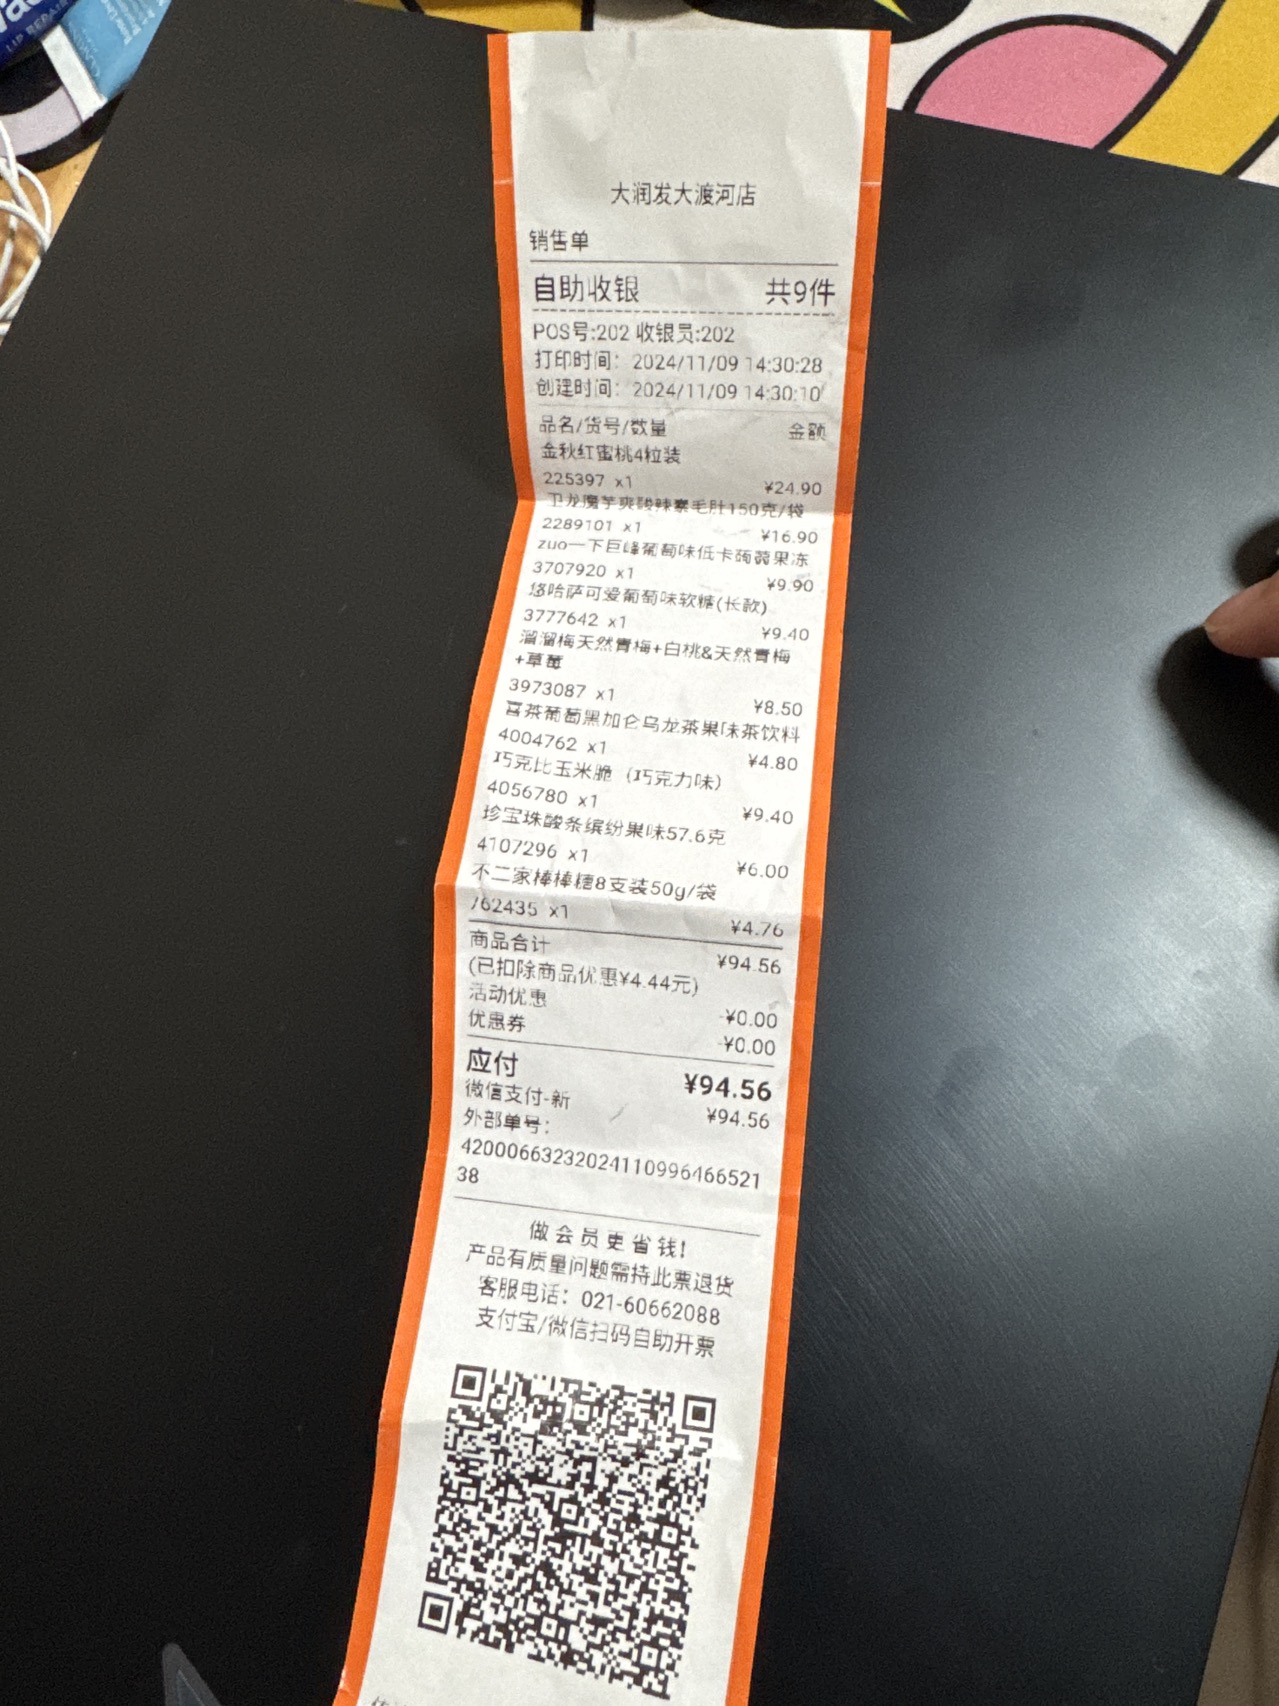 LIP REPAIR
大润发大渡河店
销售单
自助收银 共9件
POS号:202 收银员:202
打印时间: 2024/11/09 14:30:28
创建时间: 2024/11/09 14:30:10
品名/货号/数量 金额
金秋红蜜桃4粒装
225397 x1 ¥24.90
卫龙魔芋爽酸辣素毛肚150克/袋
2289101 x1 ¥16.90
zuo一下巨峰葡萄味低卡蒟蒻果冻
3707920 x1 ¥9.90
悠哈萨可爱葡萄味软糖(长款)
3777642 x1 ¥9.40
溜溜梅天然青梅+白桃&天然青梅
+草莓
3973087 x1 ¥8.50
喜茶葡萄黑加仑乌龙茶果味茶饮料
4004762 x1 ¥4.80
巧克比玉米脆（巧克力味）
4056780 x1 ¥9.40
珍宝珠酸条缤纷果味57.6克
4107296 x1 ¥6.00
不二家棒棒糖8支装50g/袋
762435 x1 ¥4.76
商品合计 ¥94.56
(已扣除商品优惠¥4.44元)
活动优惠 -¥0.00
优惠券 -¥0.00
应付 ¥94.56
微信支付-新 ¥94.56
外部单号:
42000663232024110996466521
38
做会员更省钱!
产品有质量问题需持此票退货
客服电话: 021-60662088
支付宝/微信扫码自助开票